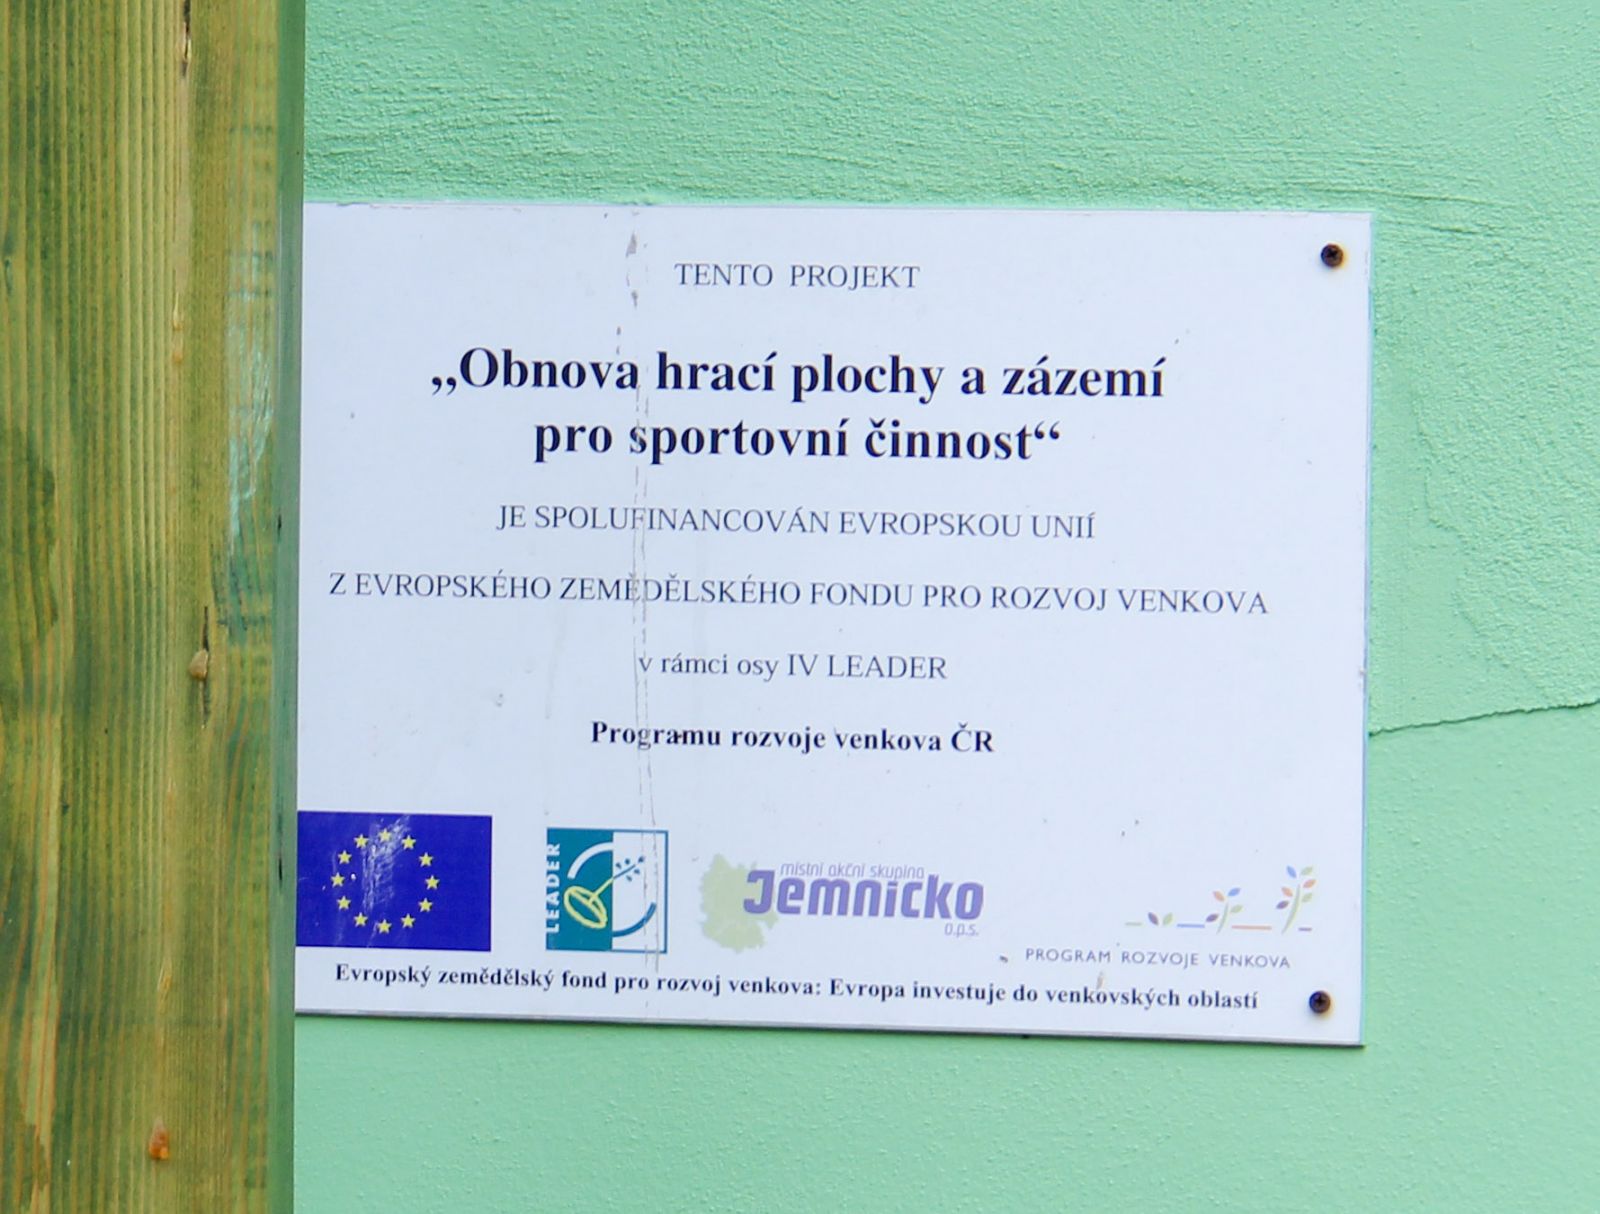 TENTO PROJEKT
„Obnova hrací plochy a zázemí
pro sportovní činnost“
JE SPOLUFINANCOVÁN EVROPSKOU UNIÍ
Z EVROPSKÉHO ZEMĚDĚLSKÉHO FONDU PRO ROZVOJ VENKOVA
v rámci osy IV LEADER
Programu rozvoje venkova ČR
LEADER
místní akční skupina
Jemnicko
o.p.s.
PROGRAM ROZVOJE VENKOVA
Evropský zemědělský fond pro rozvoj venkova: Evropa investuje do venkovských oblastí